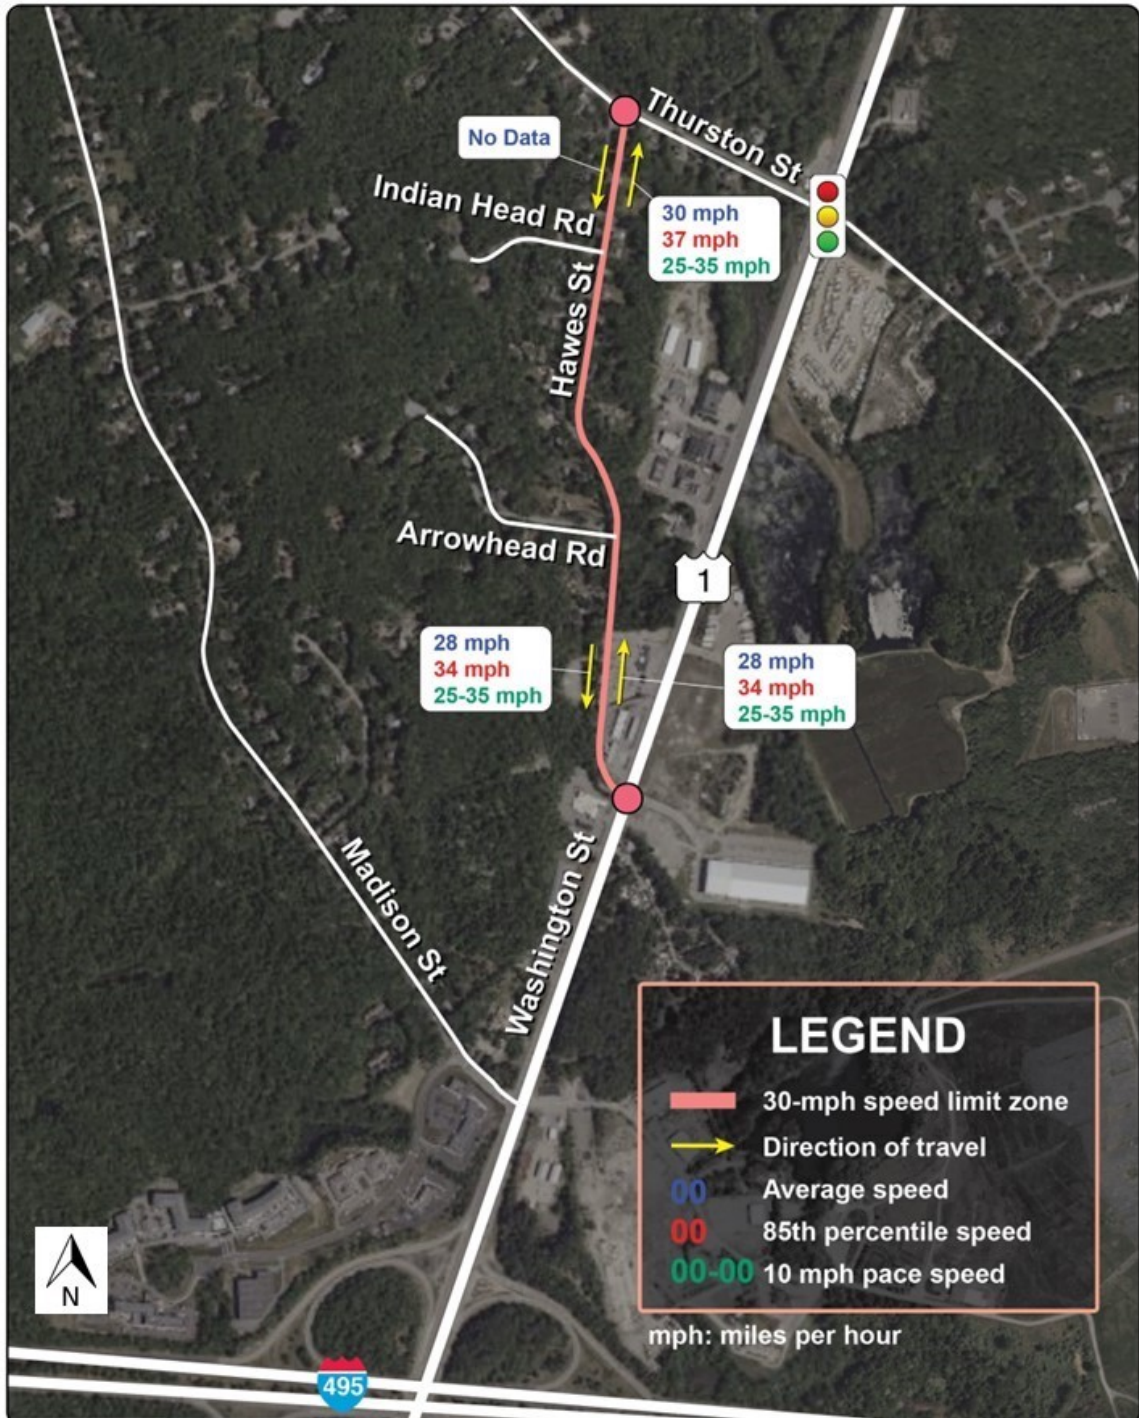 Thurston St
No Data
Indian Head Rd
30 mph
37 mph
25-35 mph
Hawes St
Arrowhead Rd
1
28 mph
34 mph
25-35 mph
28 mph
34 mph
25-35 mph
Washington St
Madison St
LEGEND
30-mph speed limit zone
Direction of travel
00 Average speed
00 85th percentile speed
00-00 10 mph pace speed
N
mph: miles per hour
495